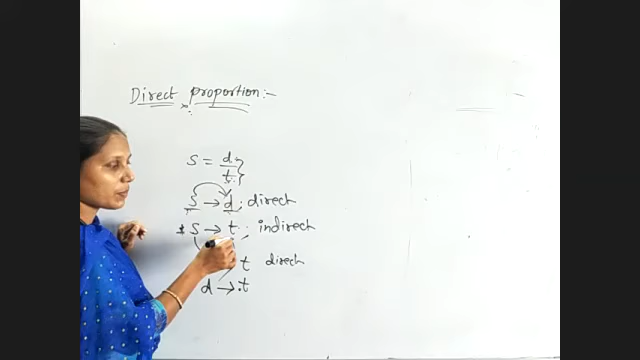 Direct proportion:-
s = d/t
s → d : direct
* s → t : indirect
t direct
d → t